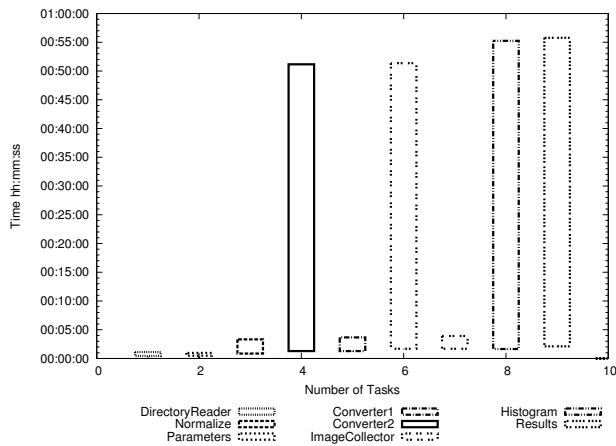 01:00:00
00:55:00
00:50:00
00:45:00
00:40:00
00:35:00
00:30:00
00:25:00
00:20:00
00:15:00
00:10:00
00:05:00
00:00:00
Time hh:mm:ss
0 2 4 6 8 10
Number of Tasks
DirectoryReader Converter1 Histogram
Normalize Converter2 Results
Parameters ImageCollector